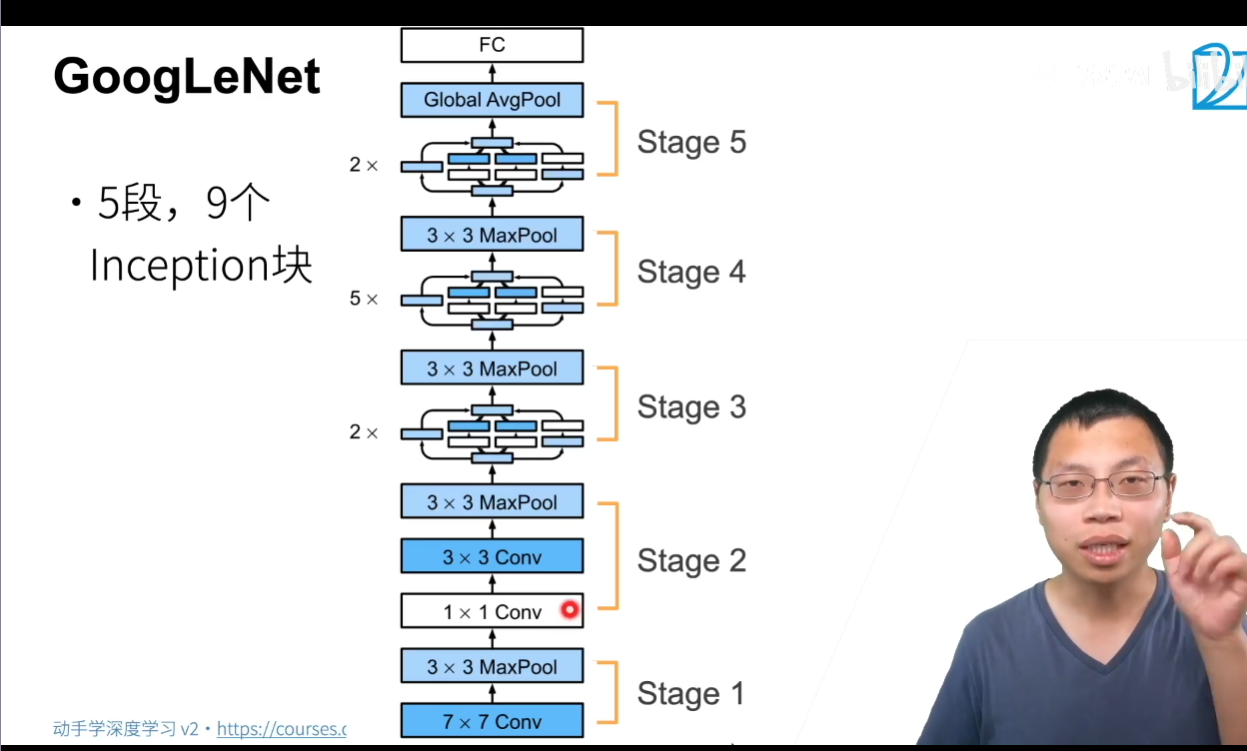 GoogLeNet
• 5段，9个
Inception块
FC
Global AvgPool
Stage 5
2 ×
3 × 3 MaxPool
Stage 4
5 ×
3 × 3 MaxPool
Stage 3
2 ×
3 × 3 MaxPool
3 × 3 Conv
Stage 2
1 × 1 Conv
3 × 3 MaxPool
Stage 1
7 × 7 Conv
动手学深度学习 v2 • https://courses.